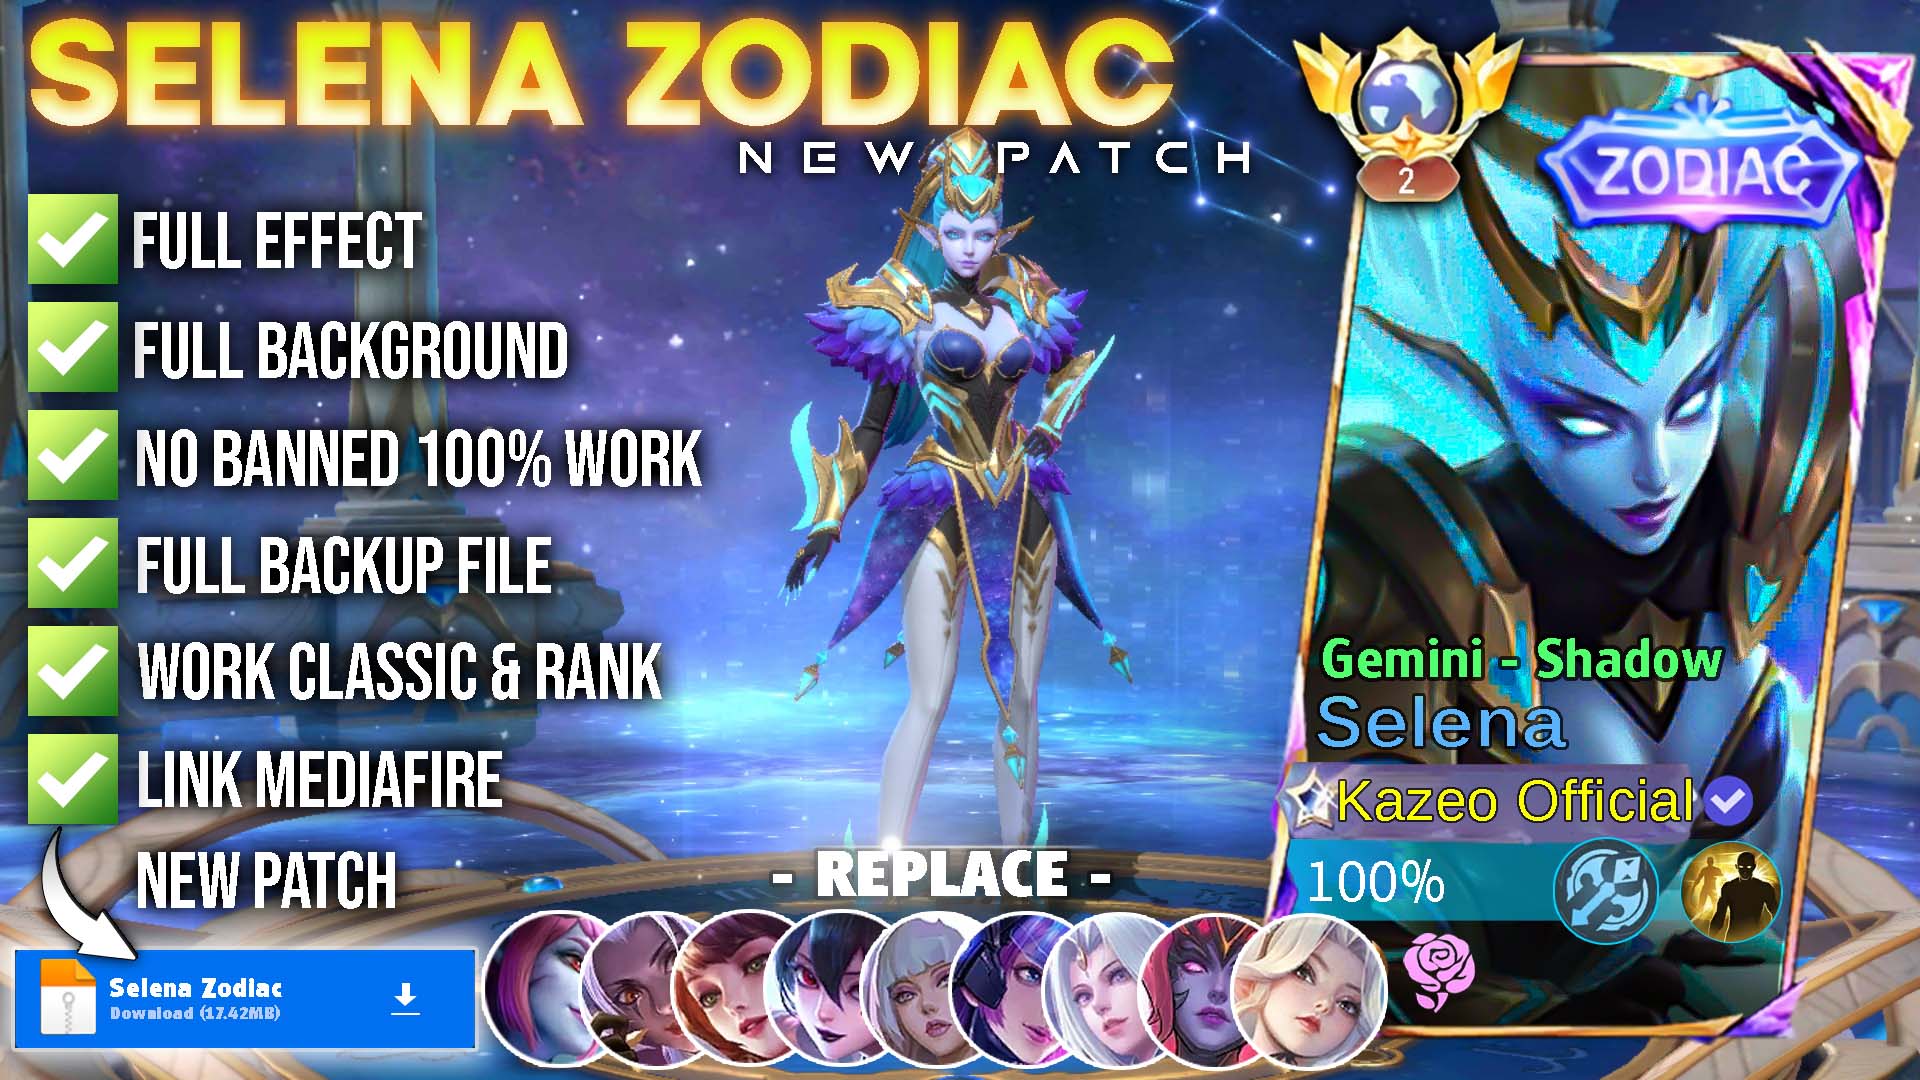 SELENA ZODIAC
NEW PATCH
FULL EFFECT
FULL BACKGROUND
NO BANNED 100% WORK
FULL BACKUP FILE
WORK CLASSIC & RANK
LINK MEDIAFIRE
NEW PATCH
Selena Zodiac
Download (17.42MB)
- REPLACE -
2
ZODIAC
Gemini - Shadow
Selena
Kazeo Official
100%